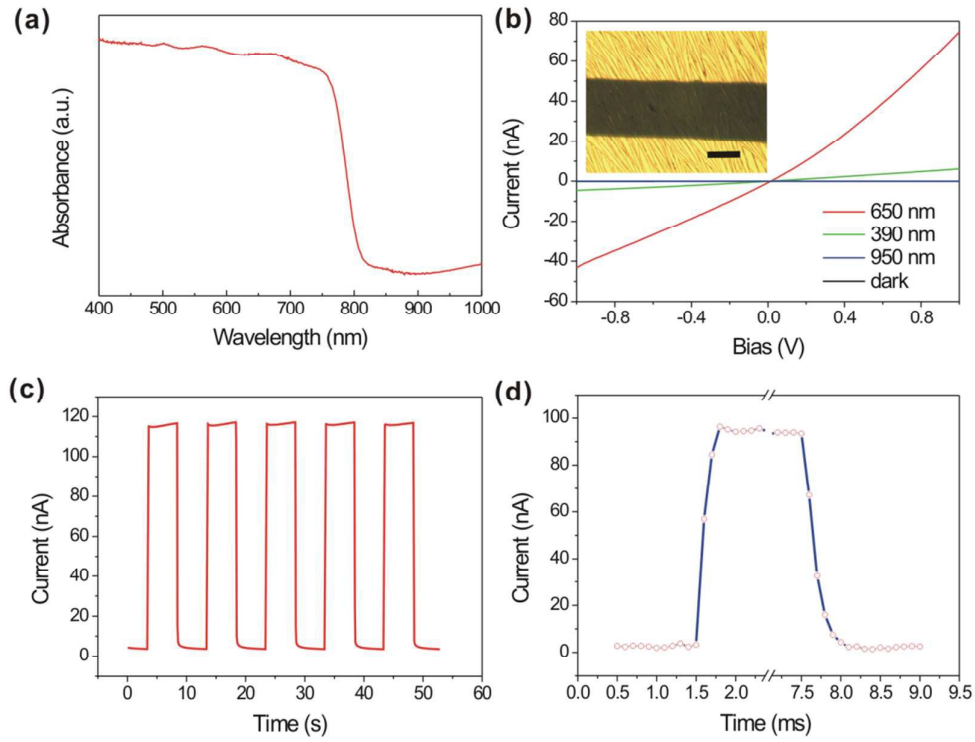 (a)
Absorbance (a.u.)
400 500 600 700 800 900 1000
Wavelength (nm)
(b)
80
60
40
20
0
-20
-40
-60
Current (nA)
650 nm
390 nm
950 nm
dark
-0.8 -0.4 0.0 0.4 0.8
Bias (V)
(c)
120
100
80
60
40
20
0
Current (nA)
0 10 20 30 40 50 60
Time (s)
(d)
100
80
60
40
20
0
Current (nA)
0.0 0.5 1.0 1.5 2.0 7.5 8.0 8.5 9.0 9.5
Time (ms)